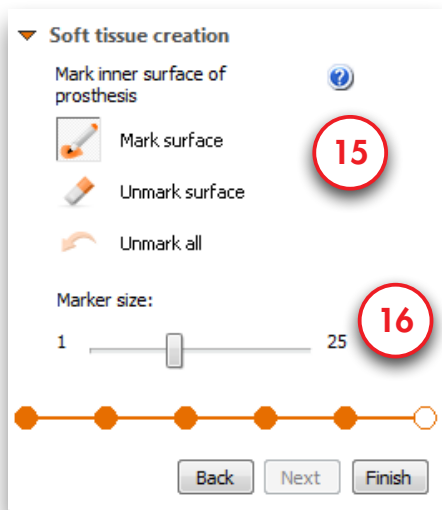 Soft tissue creation
Mark inner surface of
prosthesis
Mark surface
15
Unmark surface
Unmark all
Marker size:
16
1 25
Back Next Finish